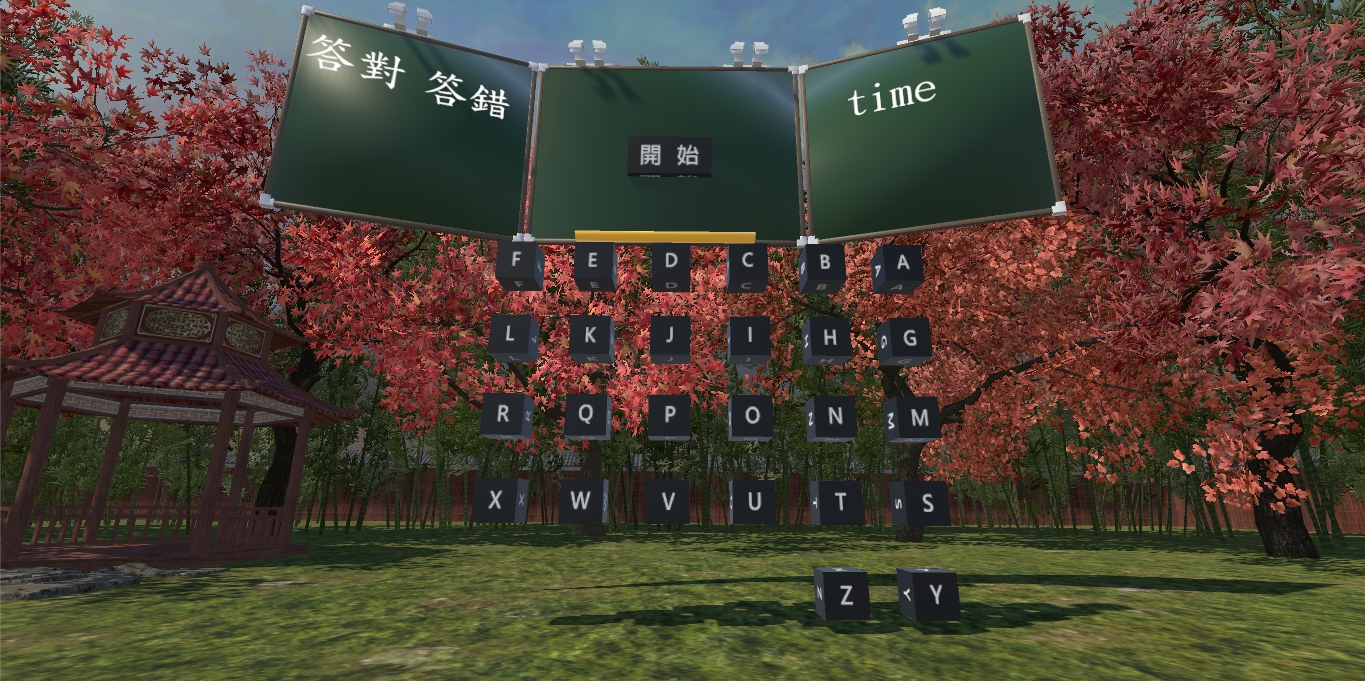 答對 答錯
開 始
time
F E D C B A
L K J I H G
R Q P O N M
X W V U T S
Z Y